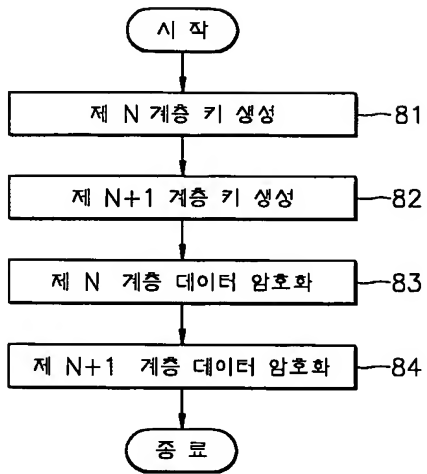 시 작
제 N 계층 키 생성 81
제 N+1 계층 키 생성 82
제 N 계층 데이터 암호화 83
제 N+1 계층 데이터 암호화 84
종 료